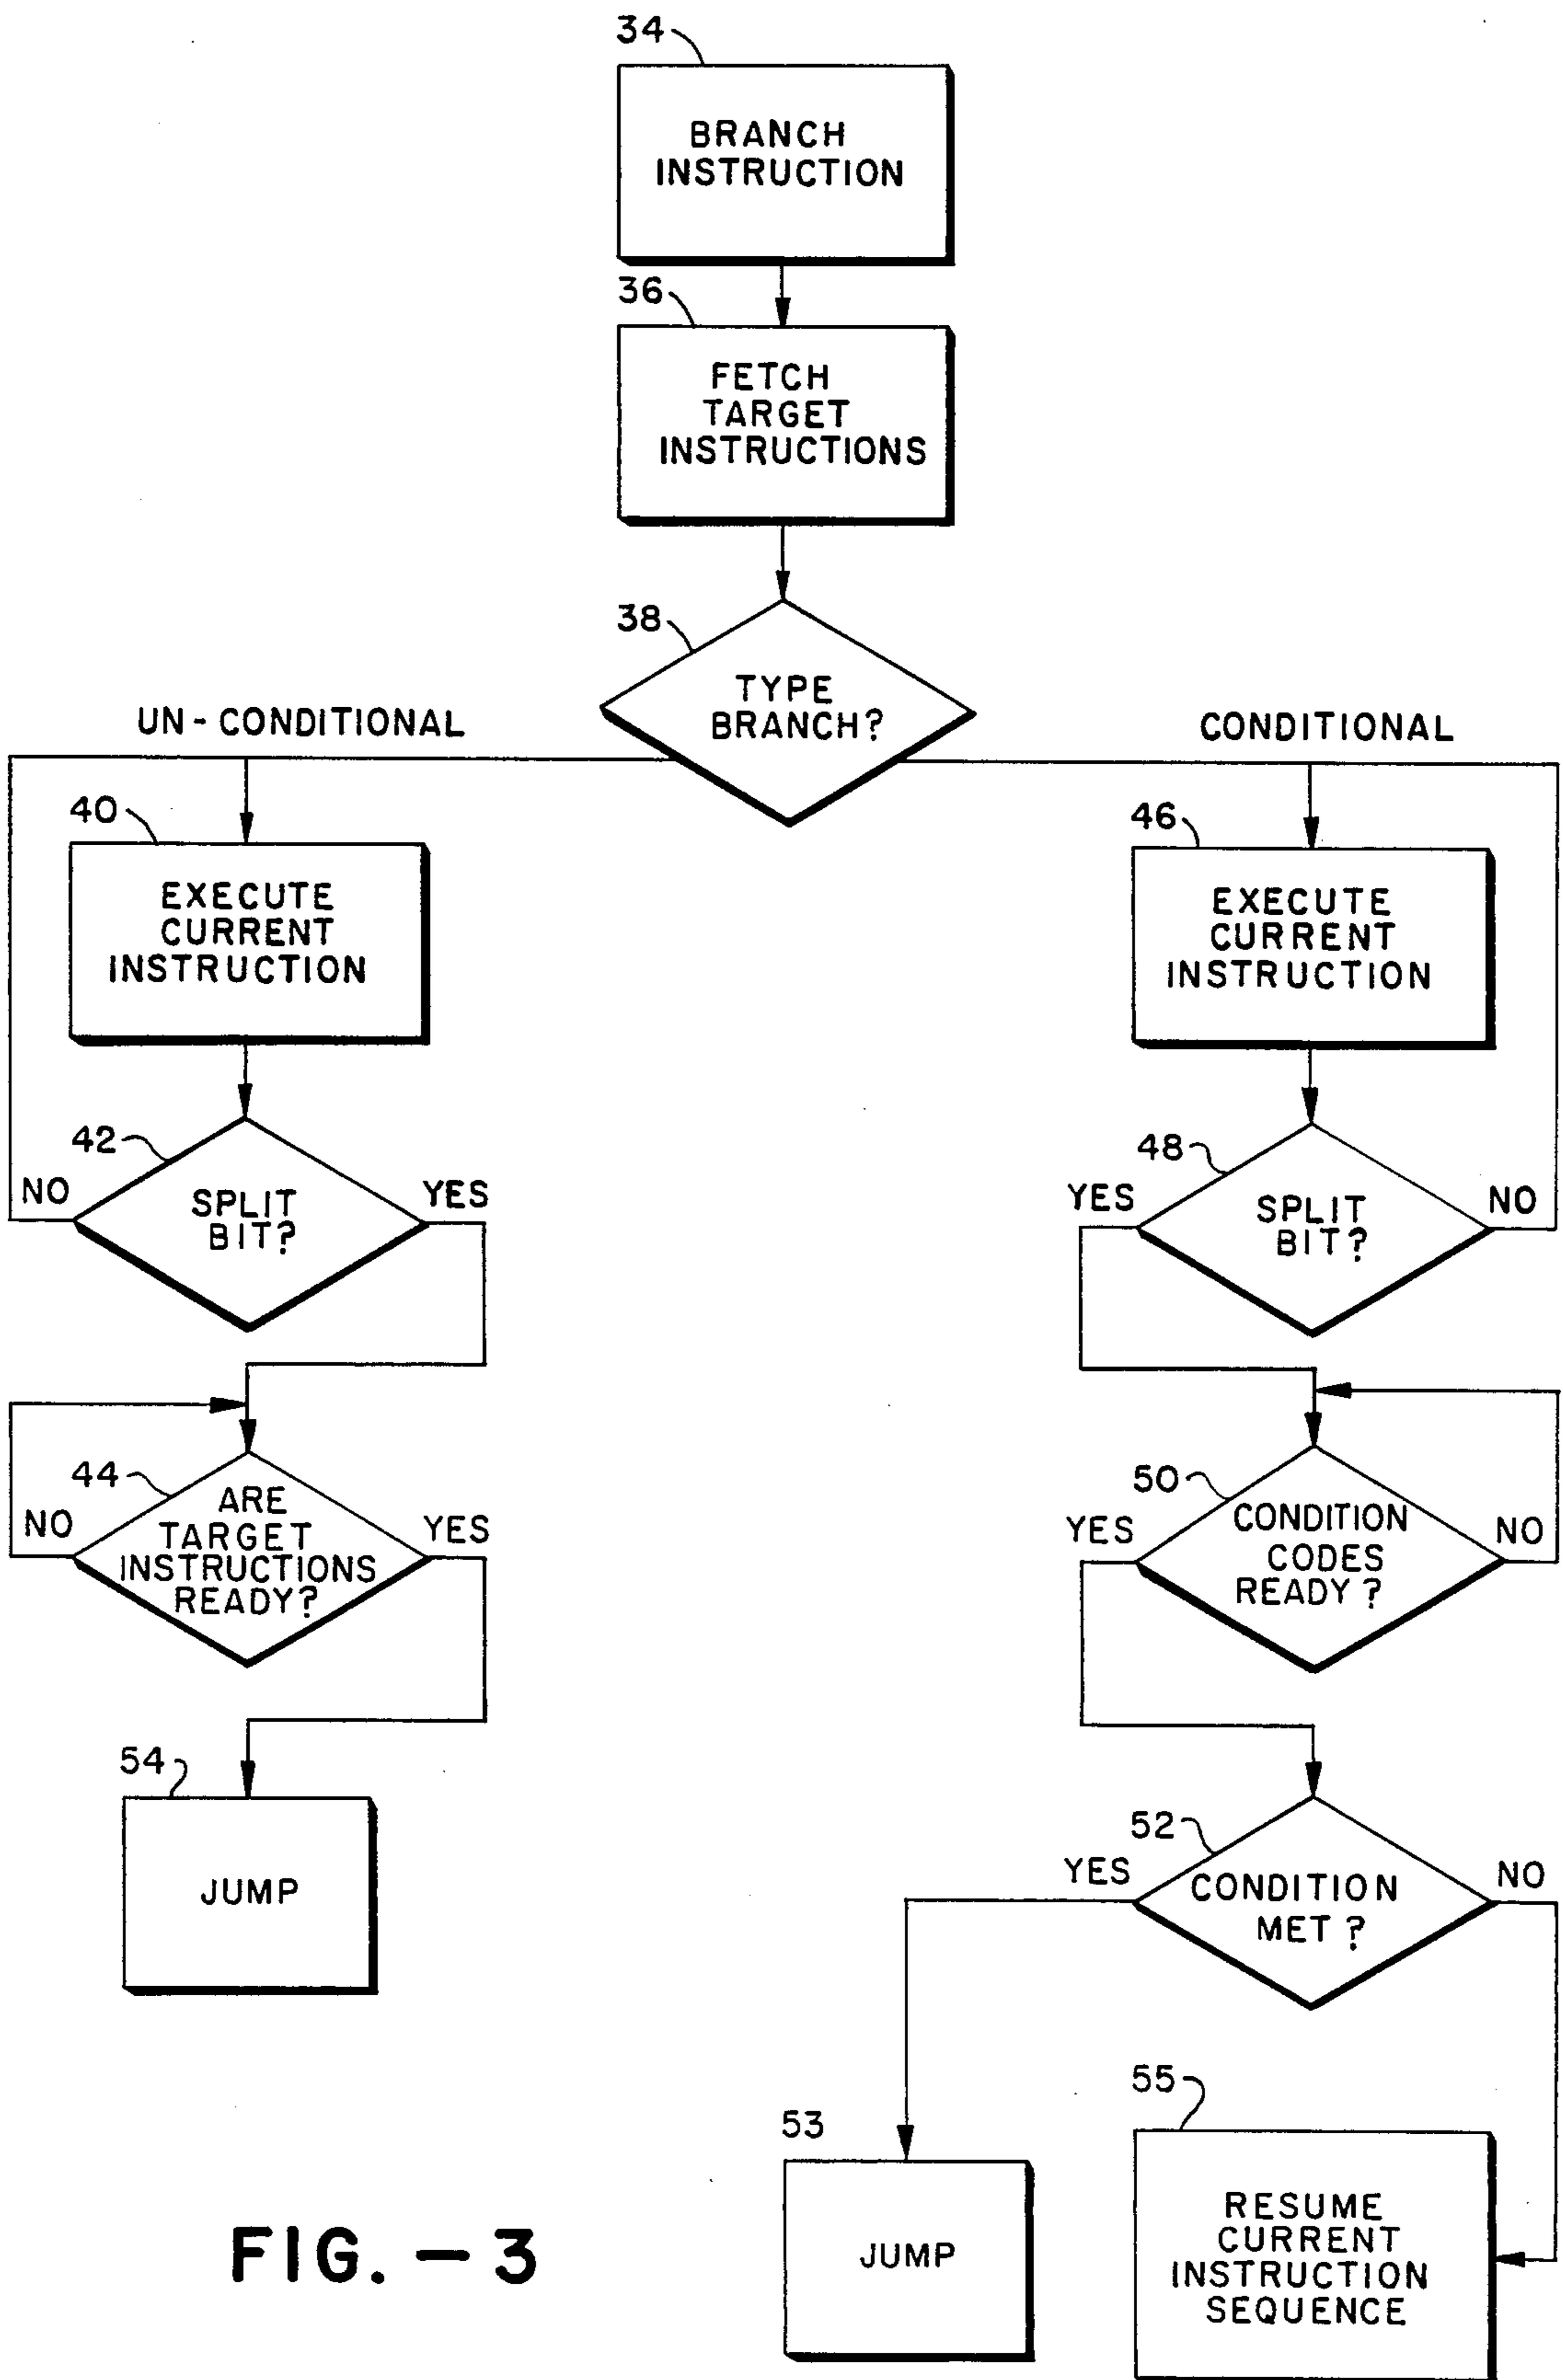 34
BRANCH
INSTRUCTION
36
FETCH
TARGET
INSTRUCTIONS
38
TYPE
BRANCH?
UN-CONDITIONAL
CONDITIONAL
40
EXECUTE
CURRENT
INSTRUCTION
46
EXECUTE
CURRENT
INSTRUCTION
42
NO
SPLIT
BIT?
YES
48
YES
SPLIT
BIT?
NO
44
NO
ARE
TARGET
INSTRUCTIONS
READY?
YES
50
YES
CONDITION
CODES
READY?
NO
54
JUMP
52
YES
CONDITION
MET?
NO
53
JUMP
55
RESUME
CURRENT
INSTRUCTION
SEQUENCE
FIG.-3